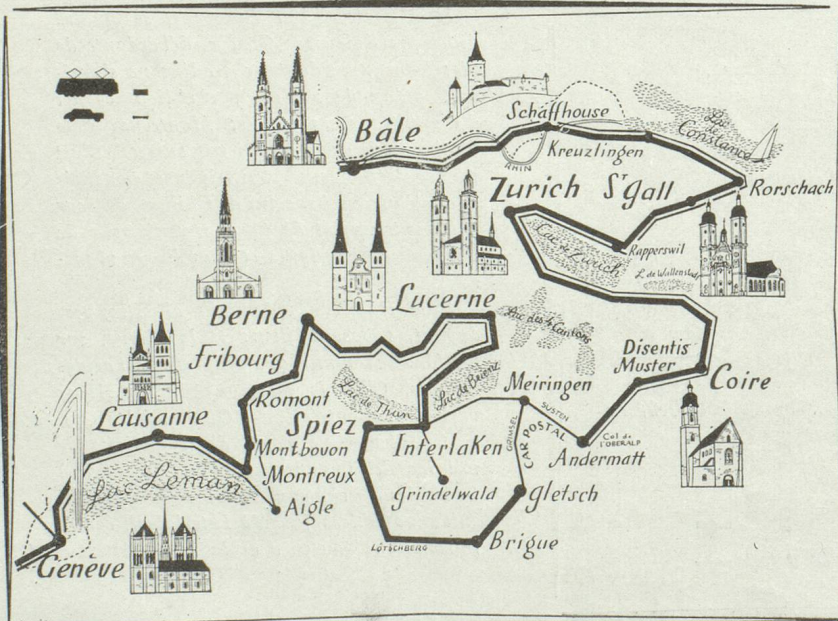 Schaffhouse
Lac
de
Constance
Bâle
Kreuzlingen
RHIN
Zurich
St Gall
Rorschach
Lac de Zurich
Rapperswil
L. de Wallenstadt
Lucerne
Lac des 4 Cantons
Berne
Disentis
Muster
Fribourg
Coire
Lac de Thun
Lac de Brienz
Meiringen
Romont
SUSTEN
Lausanne
Spiez
GRIMSEL
CAR POSTAL
Col de
l'OBERALP
Interlaken
Andermatt
Montbovon
Montreux
Lac Leman
Grindelwald
Gletsch
Aigle
Brigue
LÖTSCHBERG
Genève